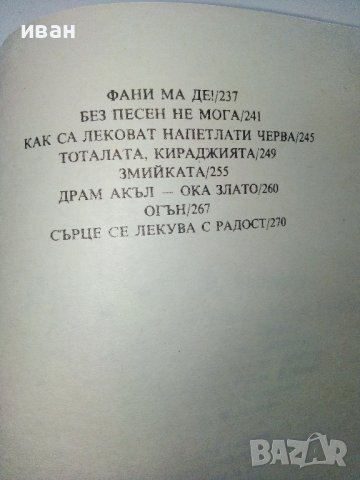 иван
ФАНИ МА ДЕ!/237
БЕЗ ПЕСЕН НЕ МОГА/241
КАК СА ЛЕКОВАТ НАПЕТЛАТИ ЧЕРВА/245
ТОТАЛАТА, КИРАДЖИЯТА/249
ЗМИЙКАТА/255
ДРАМ АКЪЛ — ОКА ЗЛАТО/260
ОГЪН/267
СЪРЦЕ СЕ ЛЕКУВА С РАДОСТ/270
BAZAR